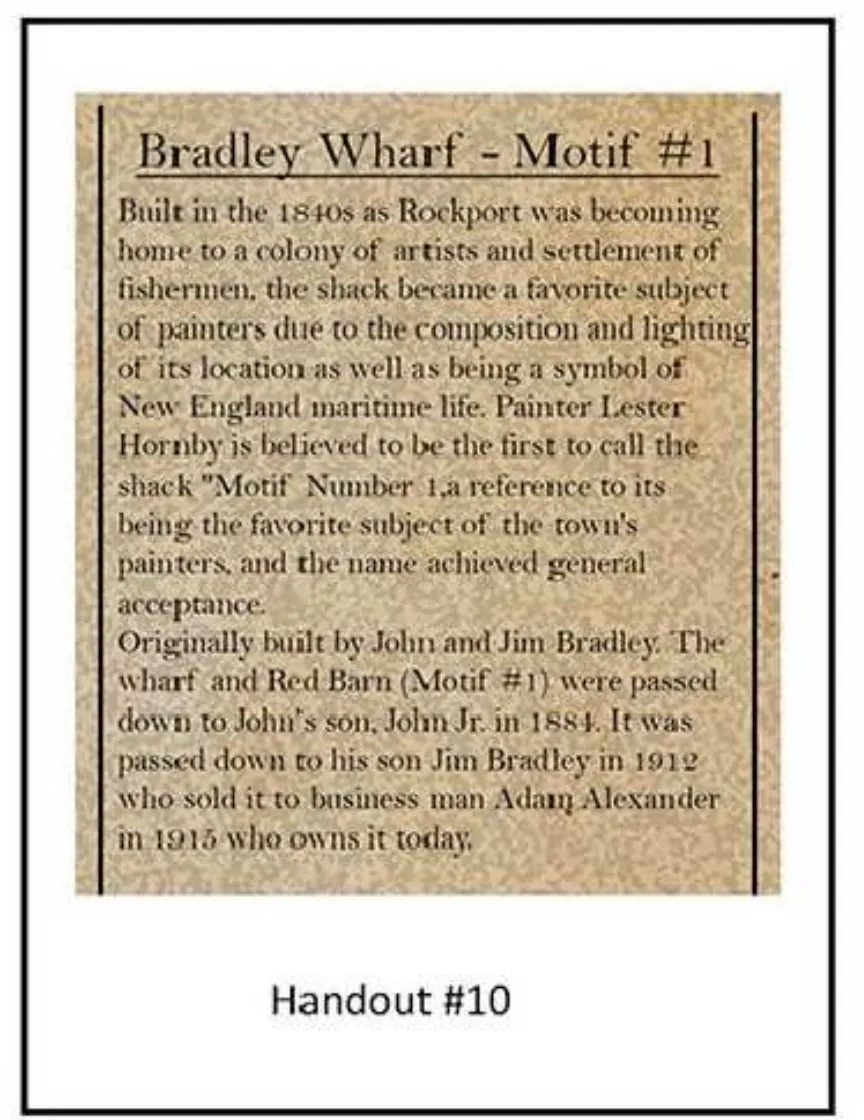 Bradley Wharf - Motif #1
Built in the 1840s as Rockport was becoming
home to a colony of artists and settlement of
fishermen, the shack became a favorite subject
of painters due to the composition and lighting
of its location as well as being a symbol of
New England maritime life. Painter Lester
Hornby is believed to be the first to call the
shack "Motif Number 1,a reference to its
being the favorite subject of the town's
painters, and the name achieved general
acceptance.
Originally built by John and Jim Bradley. The
wharf and Red Barn (Motif #1) were passed
down to John's son, John Jr. in 1884. It was
passed down to his son Jim Bradley in 1912
who sold it to business man Adam Alexander
in 1915 who owns it today.
Handout #10